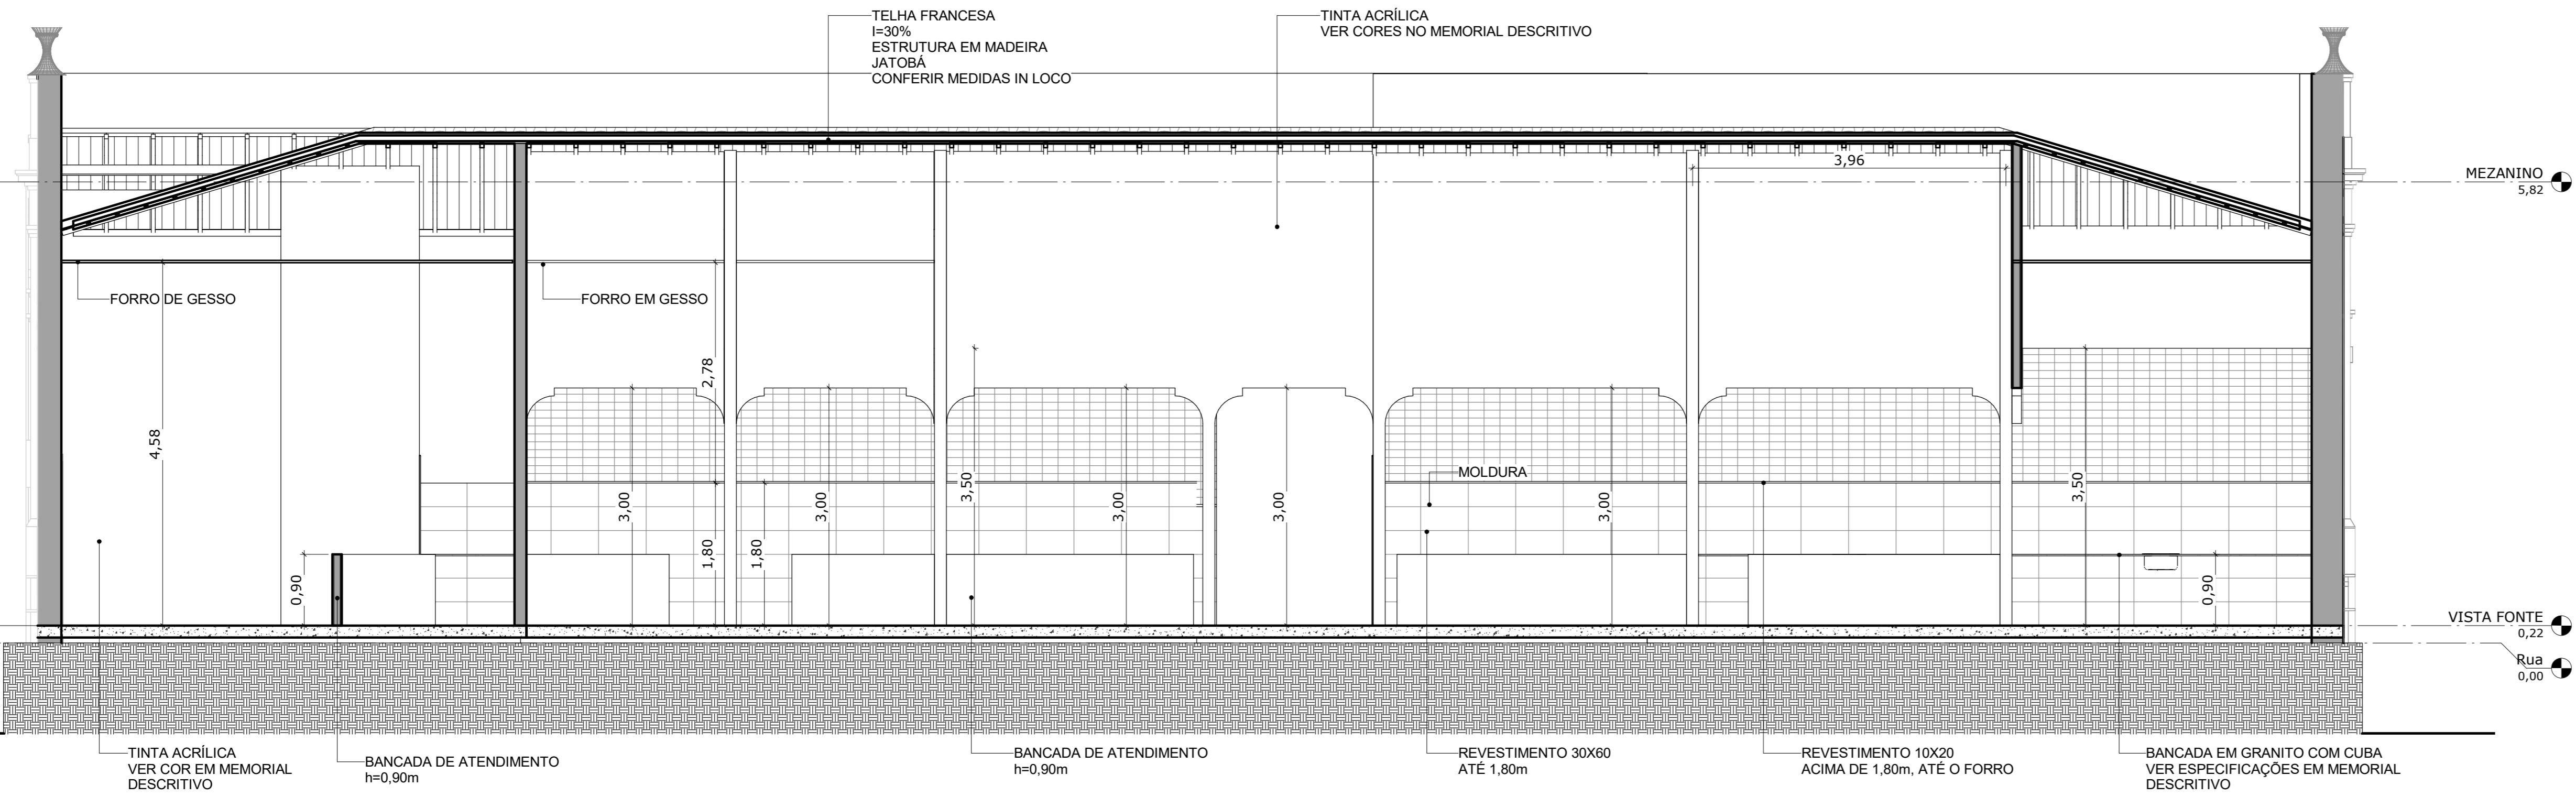 TELHA FRANCESA
I=30%
ESTRUTURA EM MADEIRA
JATOBÁ
CONFERIR MEDIDAS IN LOCO
TINTA ACRÍLICA
VER CORES NO MEMORIAL DESCRITIVO
3,96
MEZANINO
5,82
FORRO DE GESSO
FORRO EM GESSO
2,78
4,58
MOLDURA
3,50
3,50
3,00
3,00
3,00
3,00
3,00
1,80
1,80
0,90
0,90
VISTA FONTE
0,22
Rua
0,00
TINTA ACRÍLICA
VER COR EM MEMORIAL
DESCRITIVO
BANCADA DE ATENDIMENTO
h=0,90m
BANCADA DE ATENDIMENTO
h=0,90m
REVESTIMENTO 30X60
ATÉ 1,80m
REVESTIMENTO 10X20
ACIMA DE 1,80m, ATÉ O FORRO
BANCADA EM GRANITO COM CUBA
VER ESPECIFICAÇÕES EM MEMORIAL
DESCRITIVO